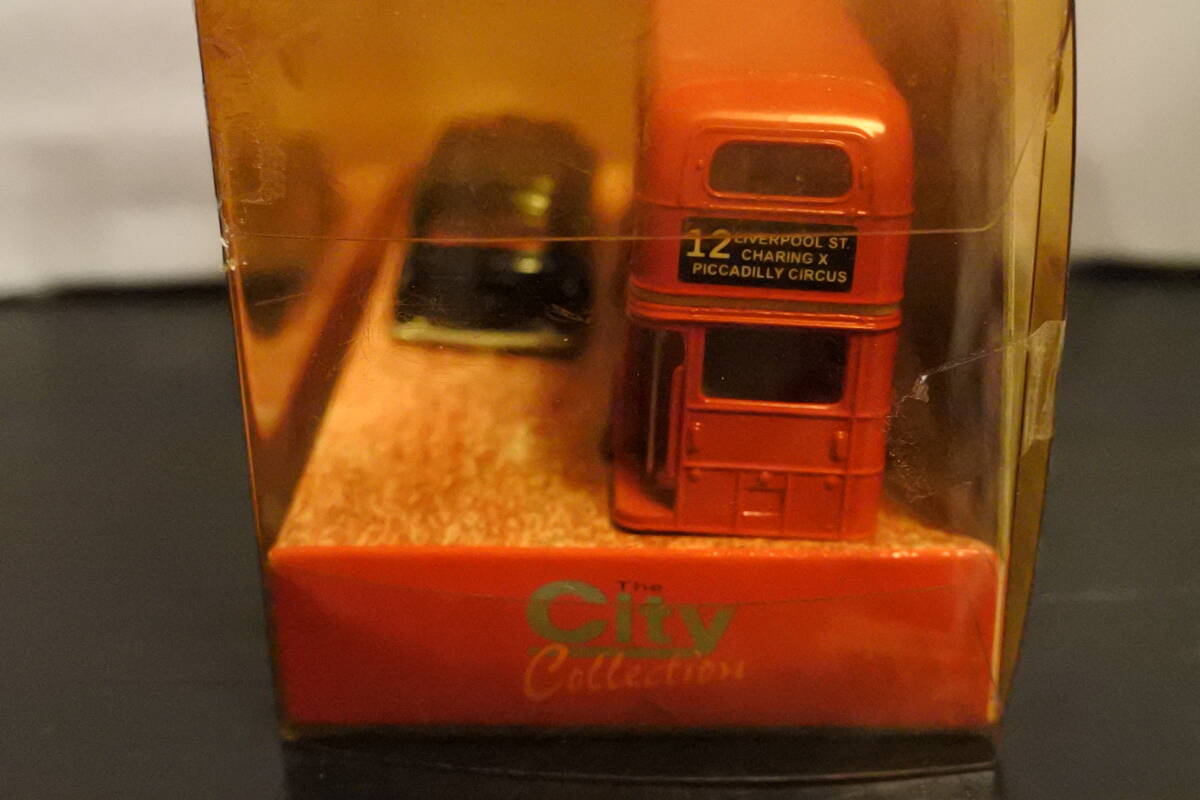 12 LIVERPOOL ST.
CHARING X
PICCADILLY CIRCUS
The
City
Collection